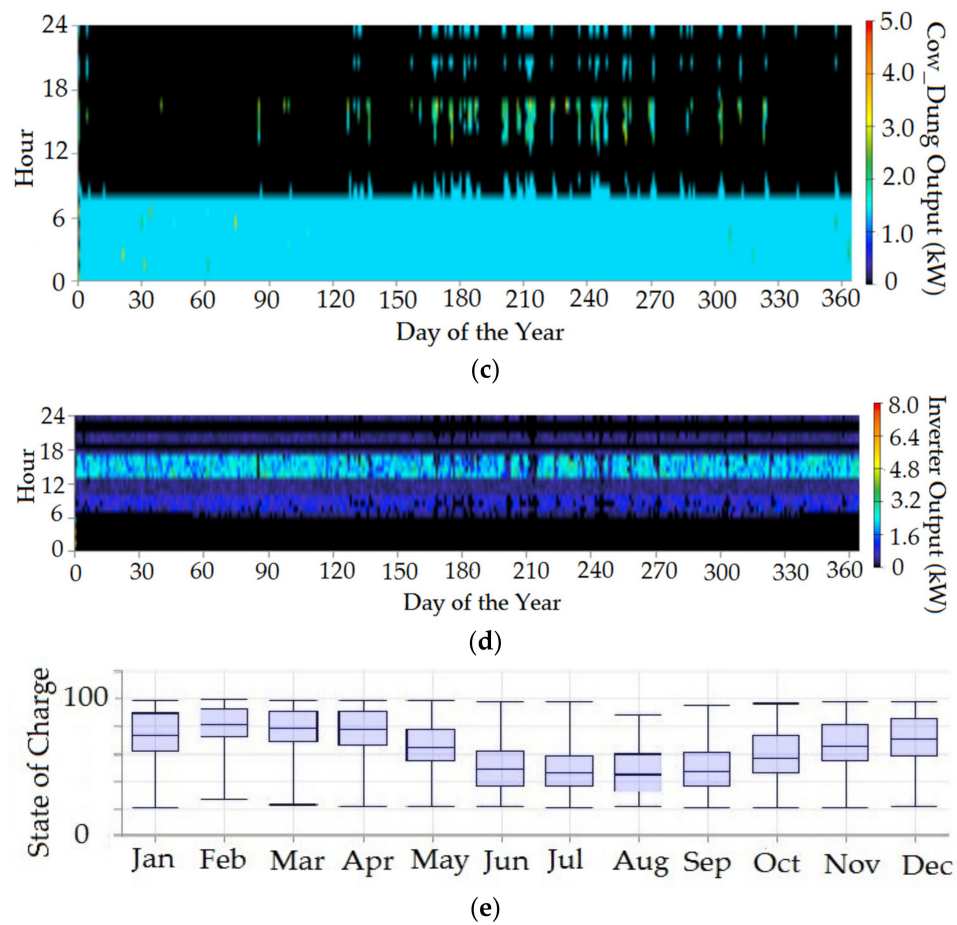 24
18
12
6
0
Hour
0 30 60 90 120 150 180 210 240 270 300 330 360
Day of the Year
5.0
4.0
3.0
2.0
1.0
0
Cow_Dung Output (kW)
(c)
24
18
12
6
0
Hour
0 30 60 90 120 150 180 210 240 270 300 330 360
Day of the Year
8.0
6.4
4.8
3.2
1.6
0
Inverter Output (kW)
(d)
State of Charge
100
0
Jan Feb Mar Apr May Jun Jul Aug Sep Oct Nov Dec
(e)